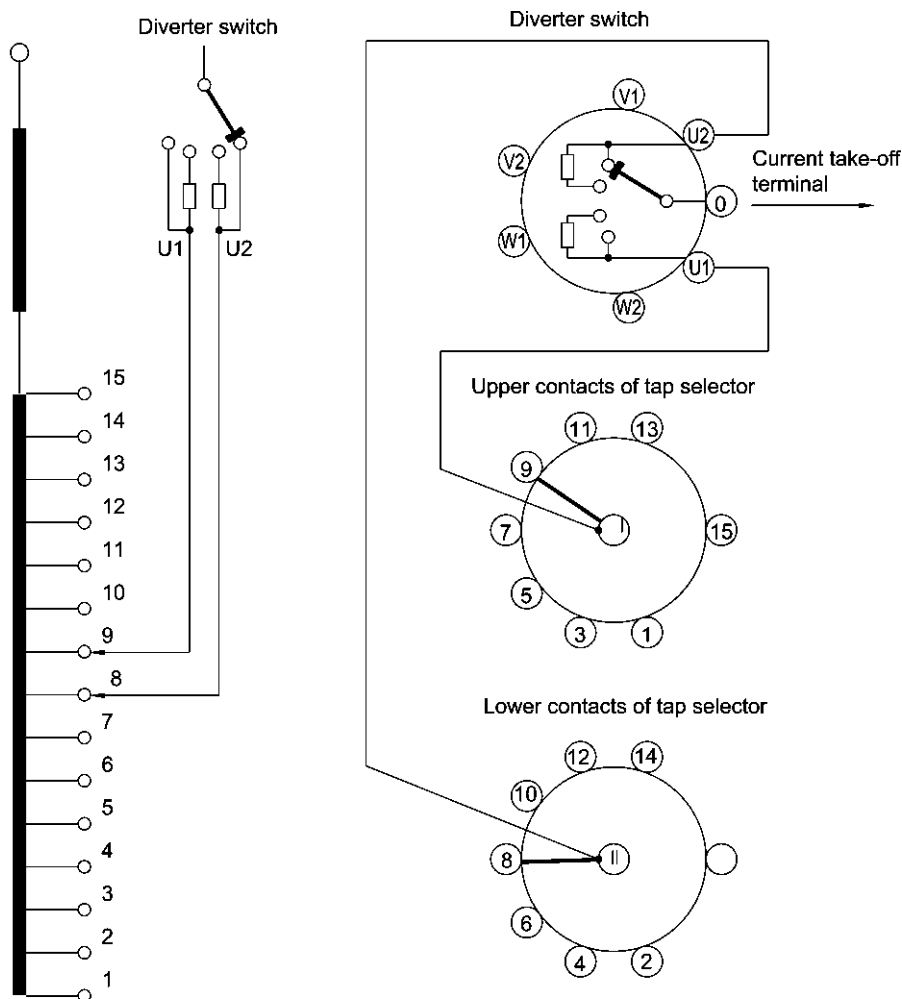 Diverter switch
U1
U2
15
14
13
12
11
10
9
8
7
6
5
4
3
2
1
Diverter switch
V1
U2
V2
0
W1
U1
W2
Current take-off
terminal
Upper contacts of tap selector
11
13
9
7
I
15
5
3
1
Lower contacts of tap selector
12
14
10
8
II
6
4
2